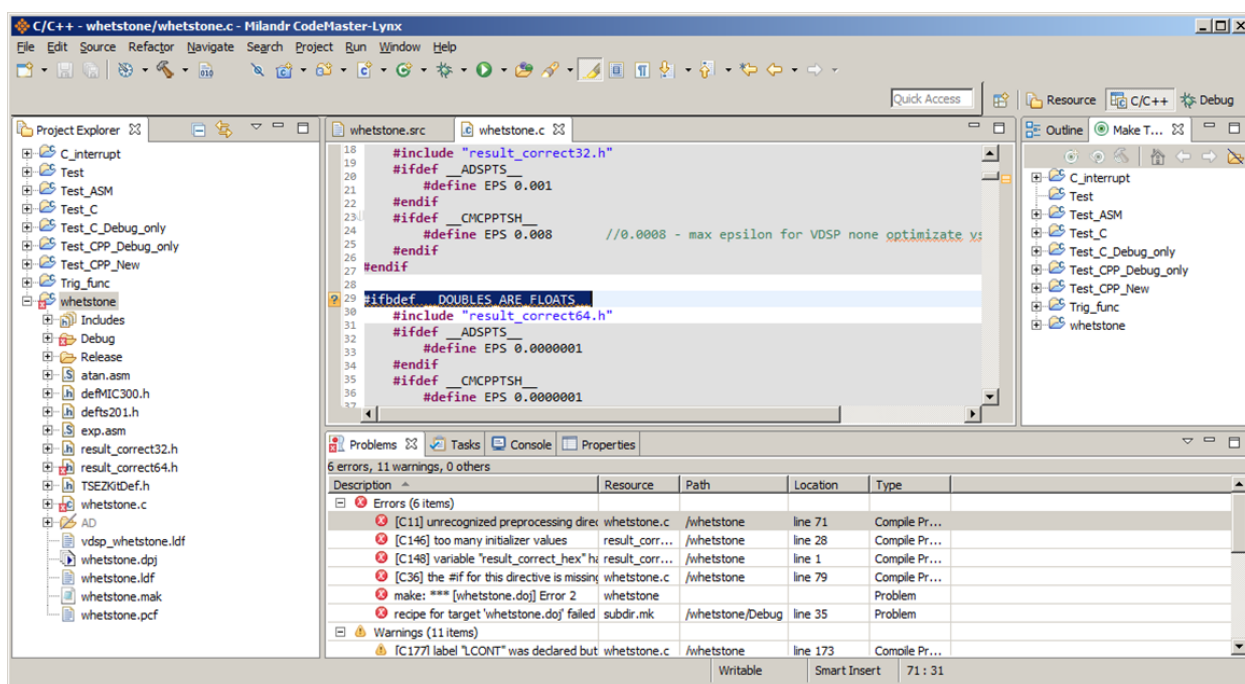 C/C++ - whetstone/whetstone.c - Milandr CodeMaster-Lynx
File Edit Source Refactor Navigate Search Project Run Window Help
Quick Access Resource C/C++ Debug
Project Explorer
C_interrupt
Test
Test_ASM
Test_C
Test_C_Debug_only
Test_CPP_Debug_only
Test_CPP_New
Trig_func
whetstone
Includes
Debug
Release
atan.asm
defMIC300.h
defts201.h
exp.asm
result_correct32.h
result_correct64.h
TSEZKitDef.h
whetstone.c
AD
vdsp_whetstone.ldf
whetstone.dpj
whetstone.ldf
whetstone.mak
whetstone.pcf
whetstone.src whetstone.c
18 #include "result_correct32.h"
19 #ifdef __ADSPTS__
20 #define EPS 0.001
21
22 #endif
23 #ifdef __CMCPPTSH__
24 #define EPS 0.008 //0.0008 - max epsilon for VDSP none optimizate vs
25 #endif
26
27 #endif
28
29 #ifbdef __DOUBLES_ARE_FLOATS__
30 #include "result_correct64.h"
31 #ifdef __ADSPTS__
32
33 #define EPS 0.0000001
34 #endif
35 #ifdef __CMCPPTSH__
36 #define EPS 0.0000001
37
Outline Make T...
C_interrupt
Test
Test_ASM
Test_C
Test_C_Debug_only
Test_CPP_Debug_only
Test_CPP_New
Trig_func
whetstone
Problems Tasks Console Properties
6 errors, 11 warnings, 0 others
Description Resource Path Location Type
Errors (6 items)
[C11] unrecognized preprocessing direc whetstone.c /whetstone line 71 Compile Pr...
[C146] too many initializer values result_corr... /whetstone line 28 Compile Pr...
[C148] variable "result_correct_hex" ha result_corr... /whetstone line 1 Compile Pr...
[C36] the #if for this directive is missing whetstone.c /whetstone line 79 Compile Pr...
make: *** [whetstone.doj] Error 2 whetstone Problem
recipe for target 'whetstone.doj' failed subdir.mk /whetstone/Debug line 35 Problem
Warnings (11 items)
[C177] label "LCONT" was declared but whetstone.c /whetstone line 173 Compile Pr...
Writable Smart Insert 71 : 31